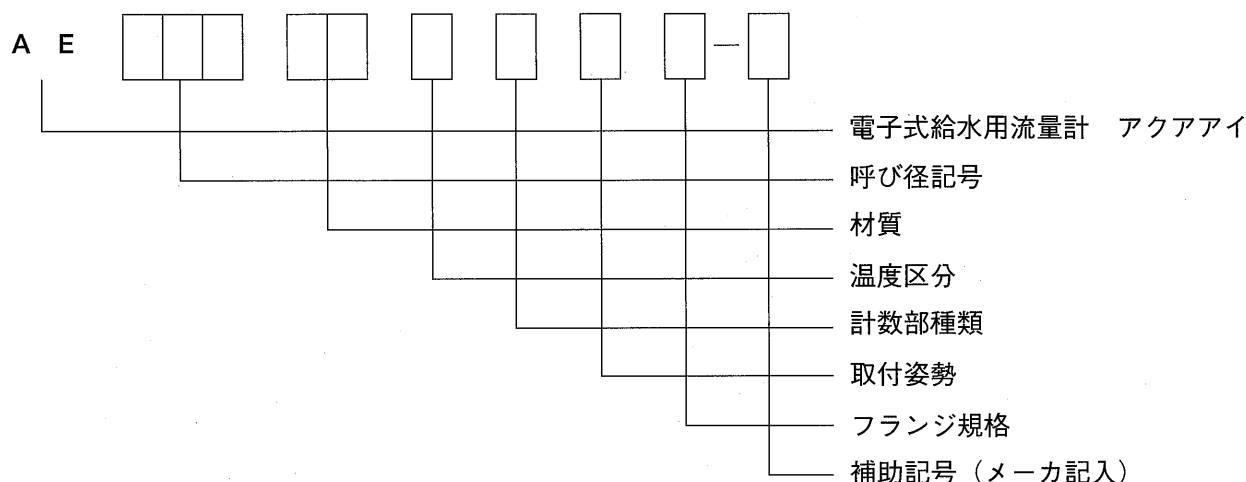 A E
電子式給水用流量計 アクアアイ
呼び径記号
材質
温度区分
計数部種類
取付姿勢
フランジ規格
補助記号（メーカ記入）